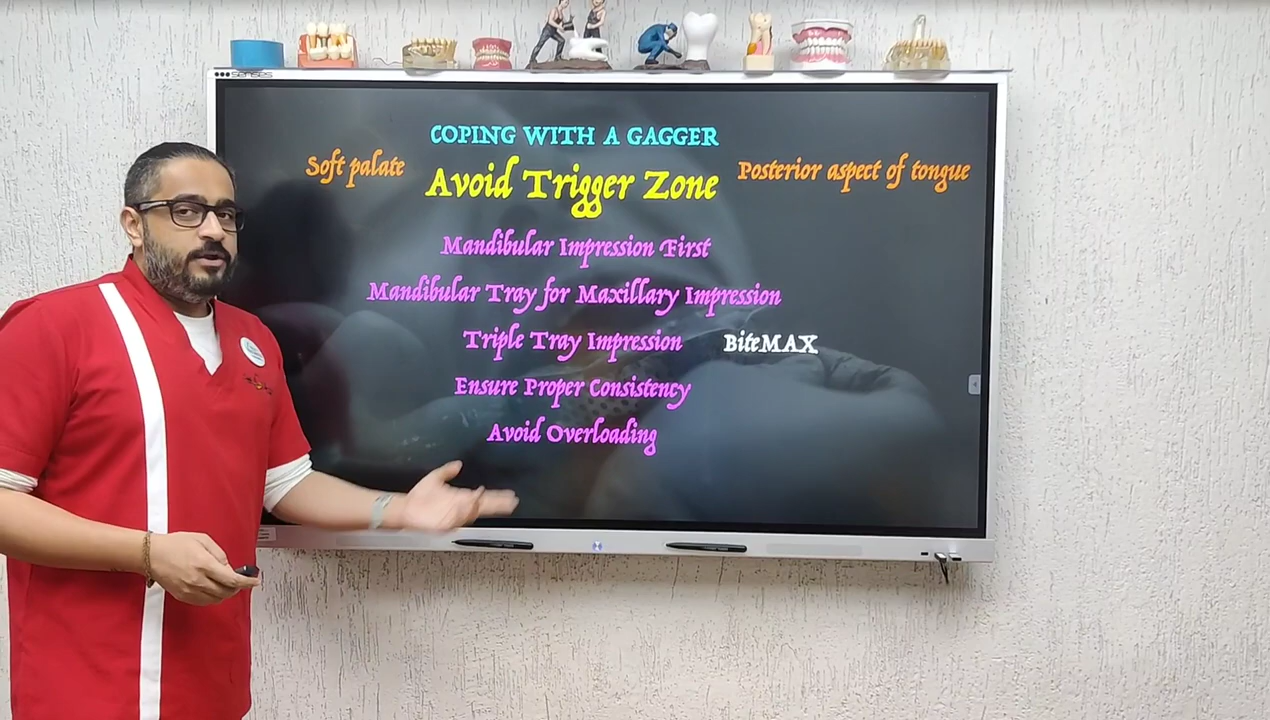 SENSES
COPING WITH A GAGGER
Soft palate
Avoid Trigger Zone
Posterior aspect of tongue
Mandibular Impression First
Mandibular Tray for Maxillary Impression
Triple Tray Impression
BiteMAX
Ensure Proper Consistency
Avoid Overloading